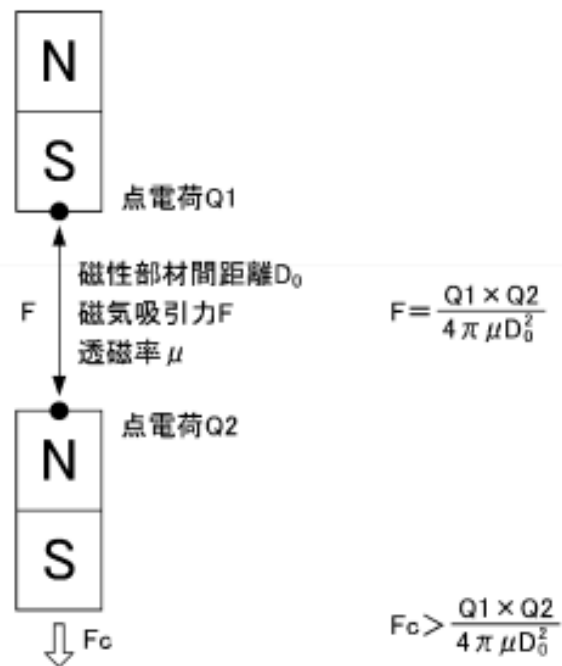 N
S
点電荷Q1
磁性部材間距離D₀
F 磁気吸引力F
透磁率μ
F=Q1×Q2/4πμD₀²
点電荷Q2
N
S
Fc
Fc>Q1×Q2/4πμD₀²